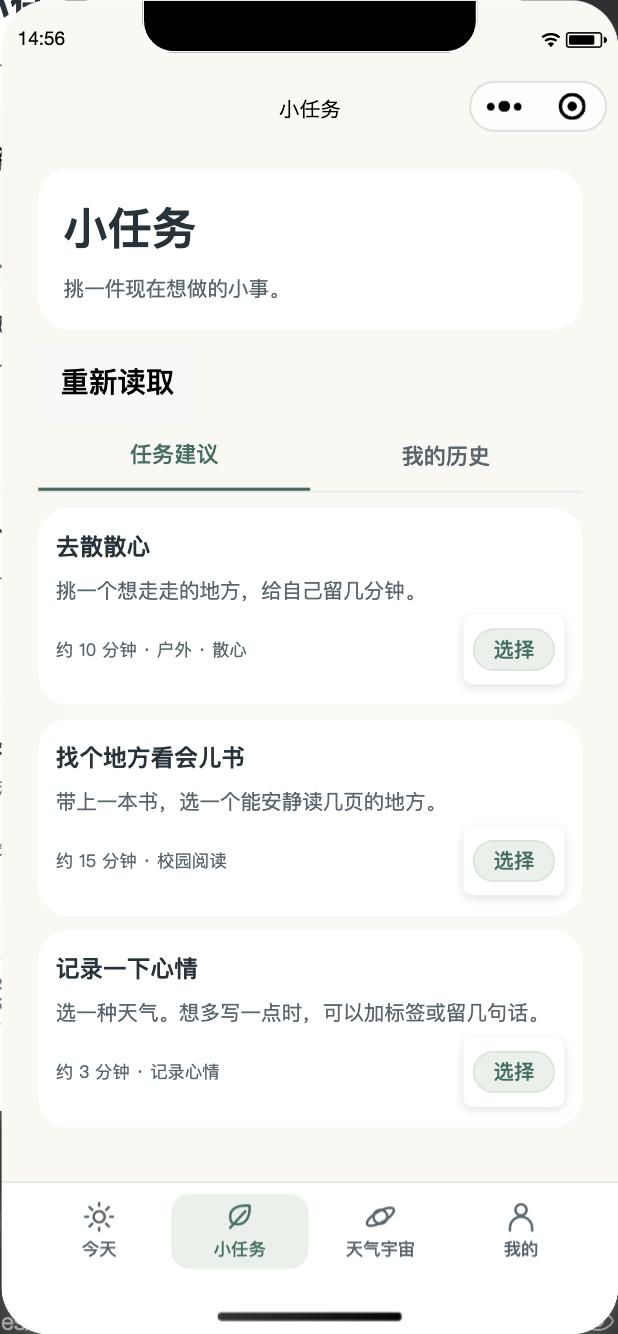 14:56
小任务
小任务
挑一件现在想做的小事。
重新读取
任务建议
我的历史
去散散心
挑一个想走走的地方，给自己留几分钟。
约 10 分钟 · 户外 · 散心
选择
找个地方看会儿书
带上一本书，选一个能安静读几页的地方。
约 15 分钟 · 校园阅读
选择
记录一下心情
选一种天气。想多写一点时，可以加标签或留几句话。
约 3 分钟 · 记录心情
选择
今天
小任务
天气宇宙
我的